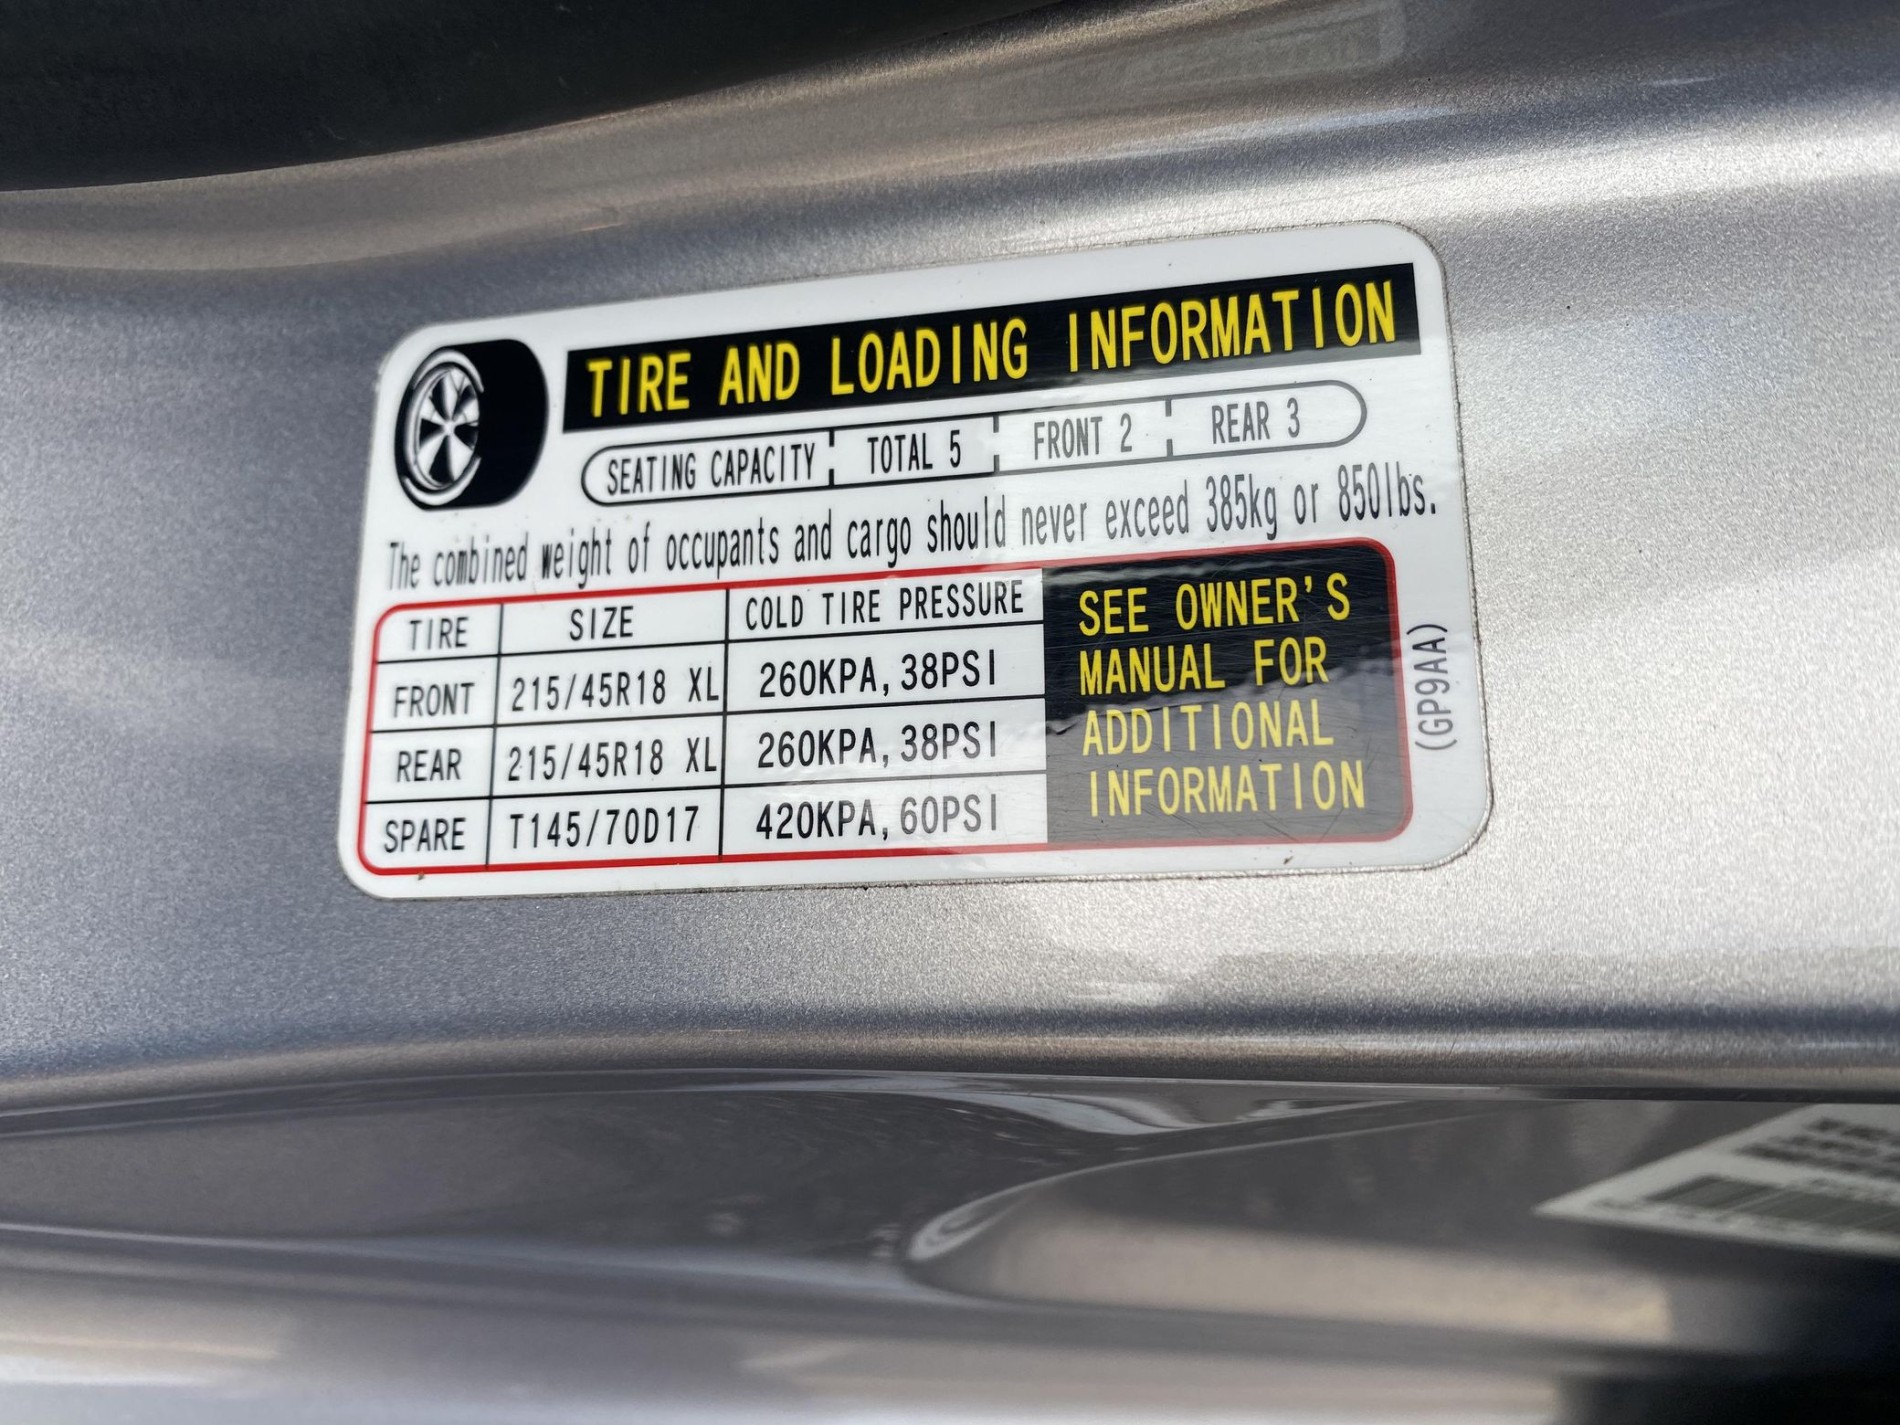 TIRE AND LOADING INFORMATION
SEATING CAPACITY TOTAL 5 FRONT 2 REAR 3
The combined weight of occupants and cargo should never exceed 385kg or 850lbs.
TIRE SIZE COLD TIRE PRESSURE
FRONT 215/45R18 XL 260KPA, 38PSI
REAR 215/45R18 XL 260KPA, 38PSI
SPARE T145/70D17 420KPA, 60PSI
SEE OWNER'S
MANUAL FOR
ADDITIONAL
INFORMATION
(GP9AA)